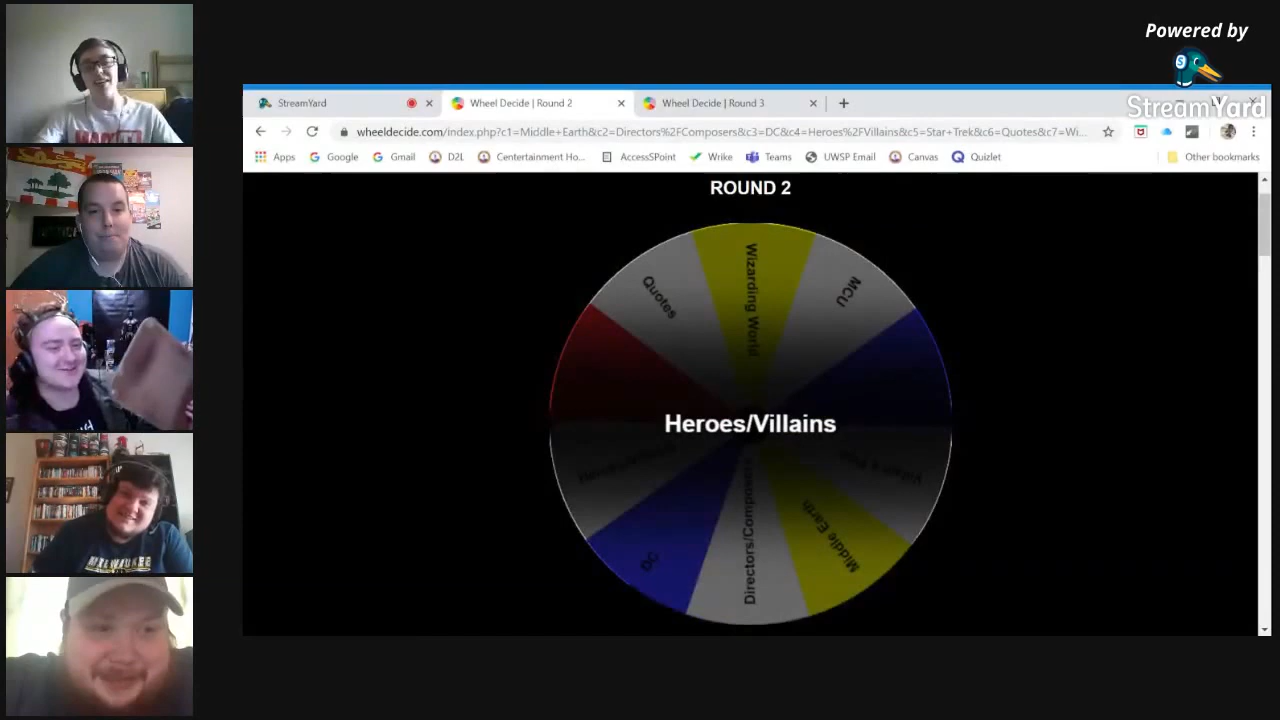 Powered by
StreamYard
StreamYard
Wheel Decide | Round 2
Wheel Decide | Round 3
wheeldecide.com/index.php?c1=Middle+Earth&c2=Directors%2FComposers&c3=DC&c4=Heroes%2FVillains&c5=Star+Trek&c6=Quotes&c7=Wi...
Apps
Google
Gmail
D2L
Centertainment Ho...
AccessSPoint
Wrike
Teams
UWSP Email
Canvas
Quizlet
Other bookmarks
ROUND 2
Quotes
Wizarding World
MCU
Heroes/Villains
DC
Directors/Composers
Middle Earth
MILWAUKEE